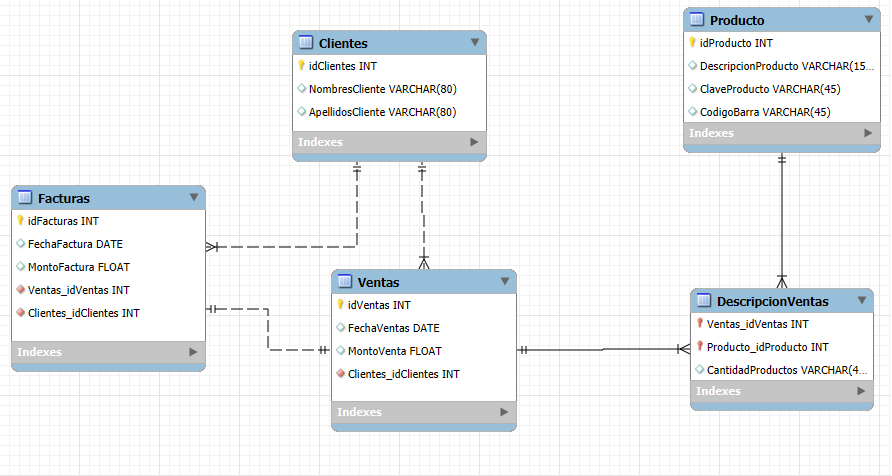 Producto
idProducto INT
DescripcionProducto VARCHAR(15...
ClaveProducto VARCHAR(45)
CodigoBarra VARCHAR(45)
Indexes
Clientes
idClientes INT
NombresCliente VARCHAR(80)
ApellidosCliente VARCHAR(80)
Indexes
Facturas
idFacturas INT
FechaFactura DATE
MontoFactura FLOAT
Ventas_idVentas INT
Clientes_idClientes INT
Indexes
Ventas
idVentas INT
FechaVentas DATE
MontoVenta FLOAT
Clientes_idClientes INT
Indexes
DescripcionVentas
Ventas_idVentas INT
Producto_idProducto INT
CantidadProductos VARCHAR(4...
Indexes